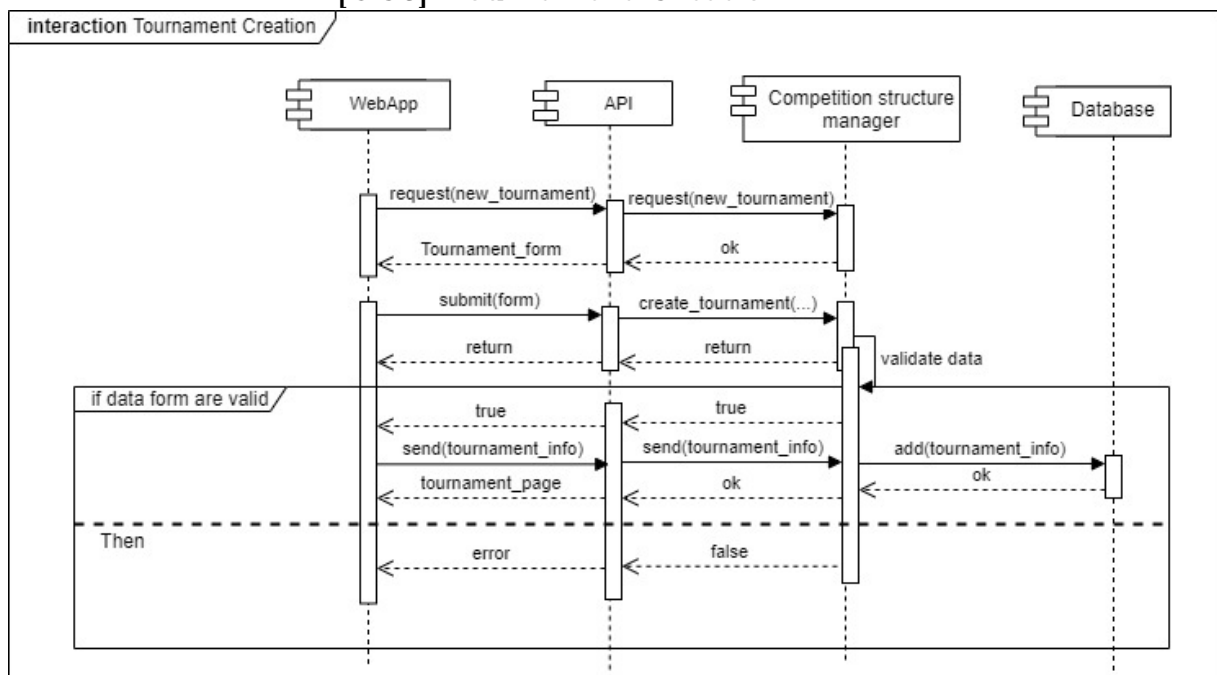 interaction Tournament Creation
WebApp
API
Competition structure
manager
Database
request(new_tournament)
request(new_tournament)
Tournament_form
ok
submit(form)
create_tournament(...)
return
return
validate data
if data form are valid
true
true
send(tournament_info)
send(tournament_info)
add(tournament_info)
tournament_page
ok
ok
Then
error
false